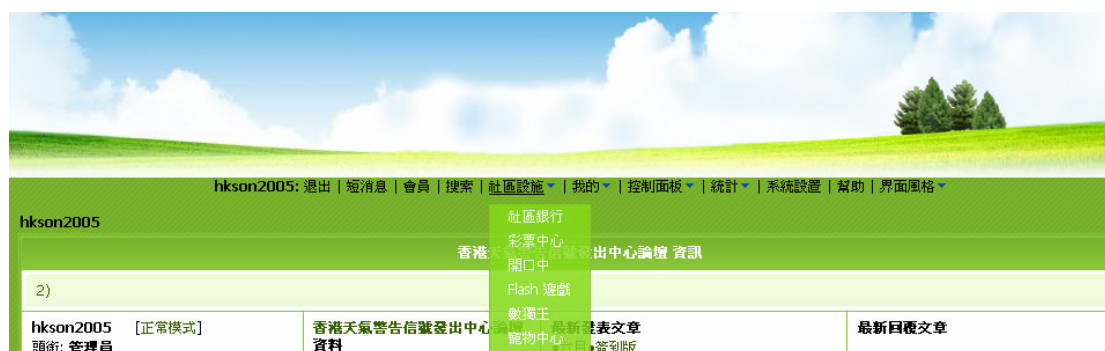 hkson2005: 退出 | 短消息 | 會員 | 搜索 | 社區設施 | 我的 | 控制面板 | 統計 | 系統設置 | 幫助 | 界面風格
hkson2005
社區銀行
彩票中心
開口中
Flash 遊戲
數獨王
寵物中心
香港天氣警告信號發出中心論壇 資訊
2)
hkson2005 [正常模式]
頭銜: 管理員
香港天氣警告信號發出中心論壇
資料
最新發表文章
六月●簽到版
最新回覆文章